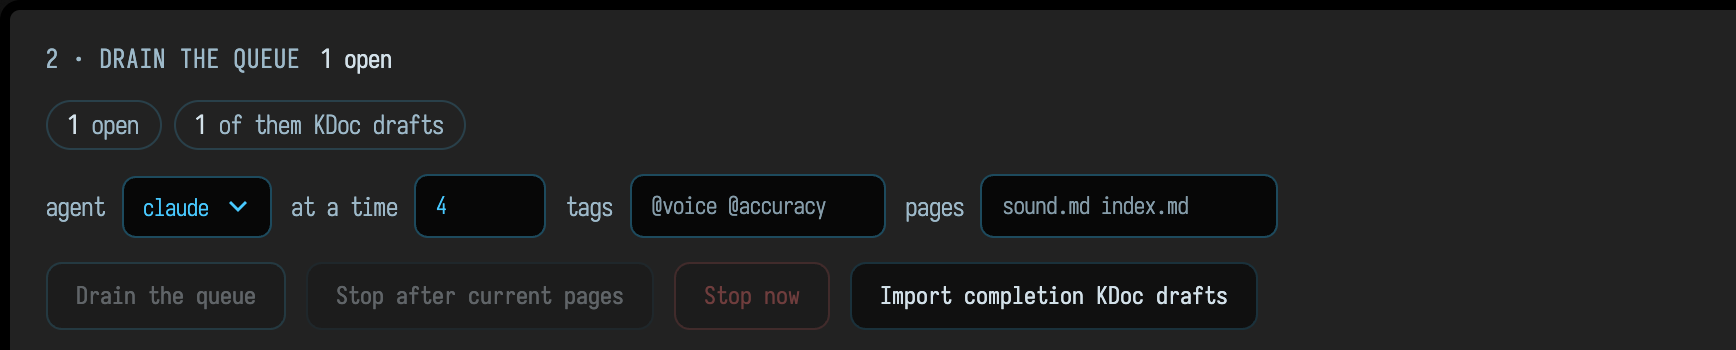 2 · DRAIN THE QUEUE 1 open
1 open 1 of them KDoc drafts
agent claude at a time 4 tags @voice @accuracy pages sound.md index.md
Drain the queue Stop after current pages Stop now Import completion KDoc drafts